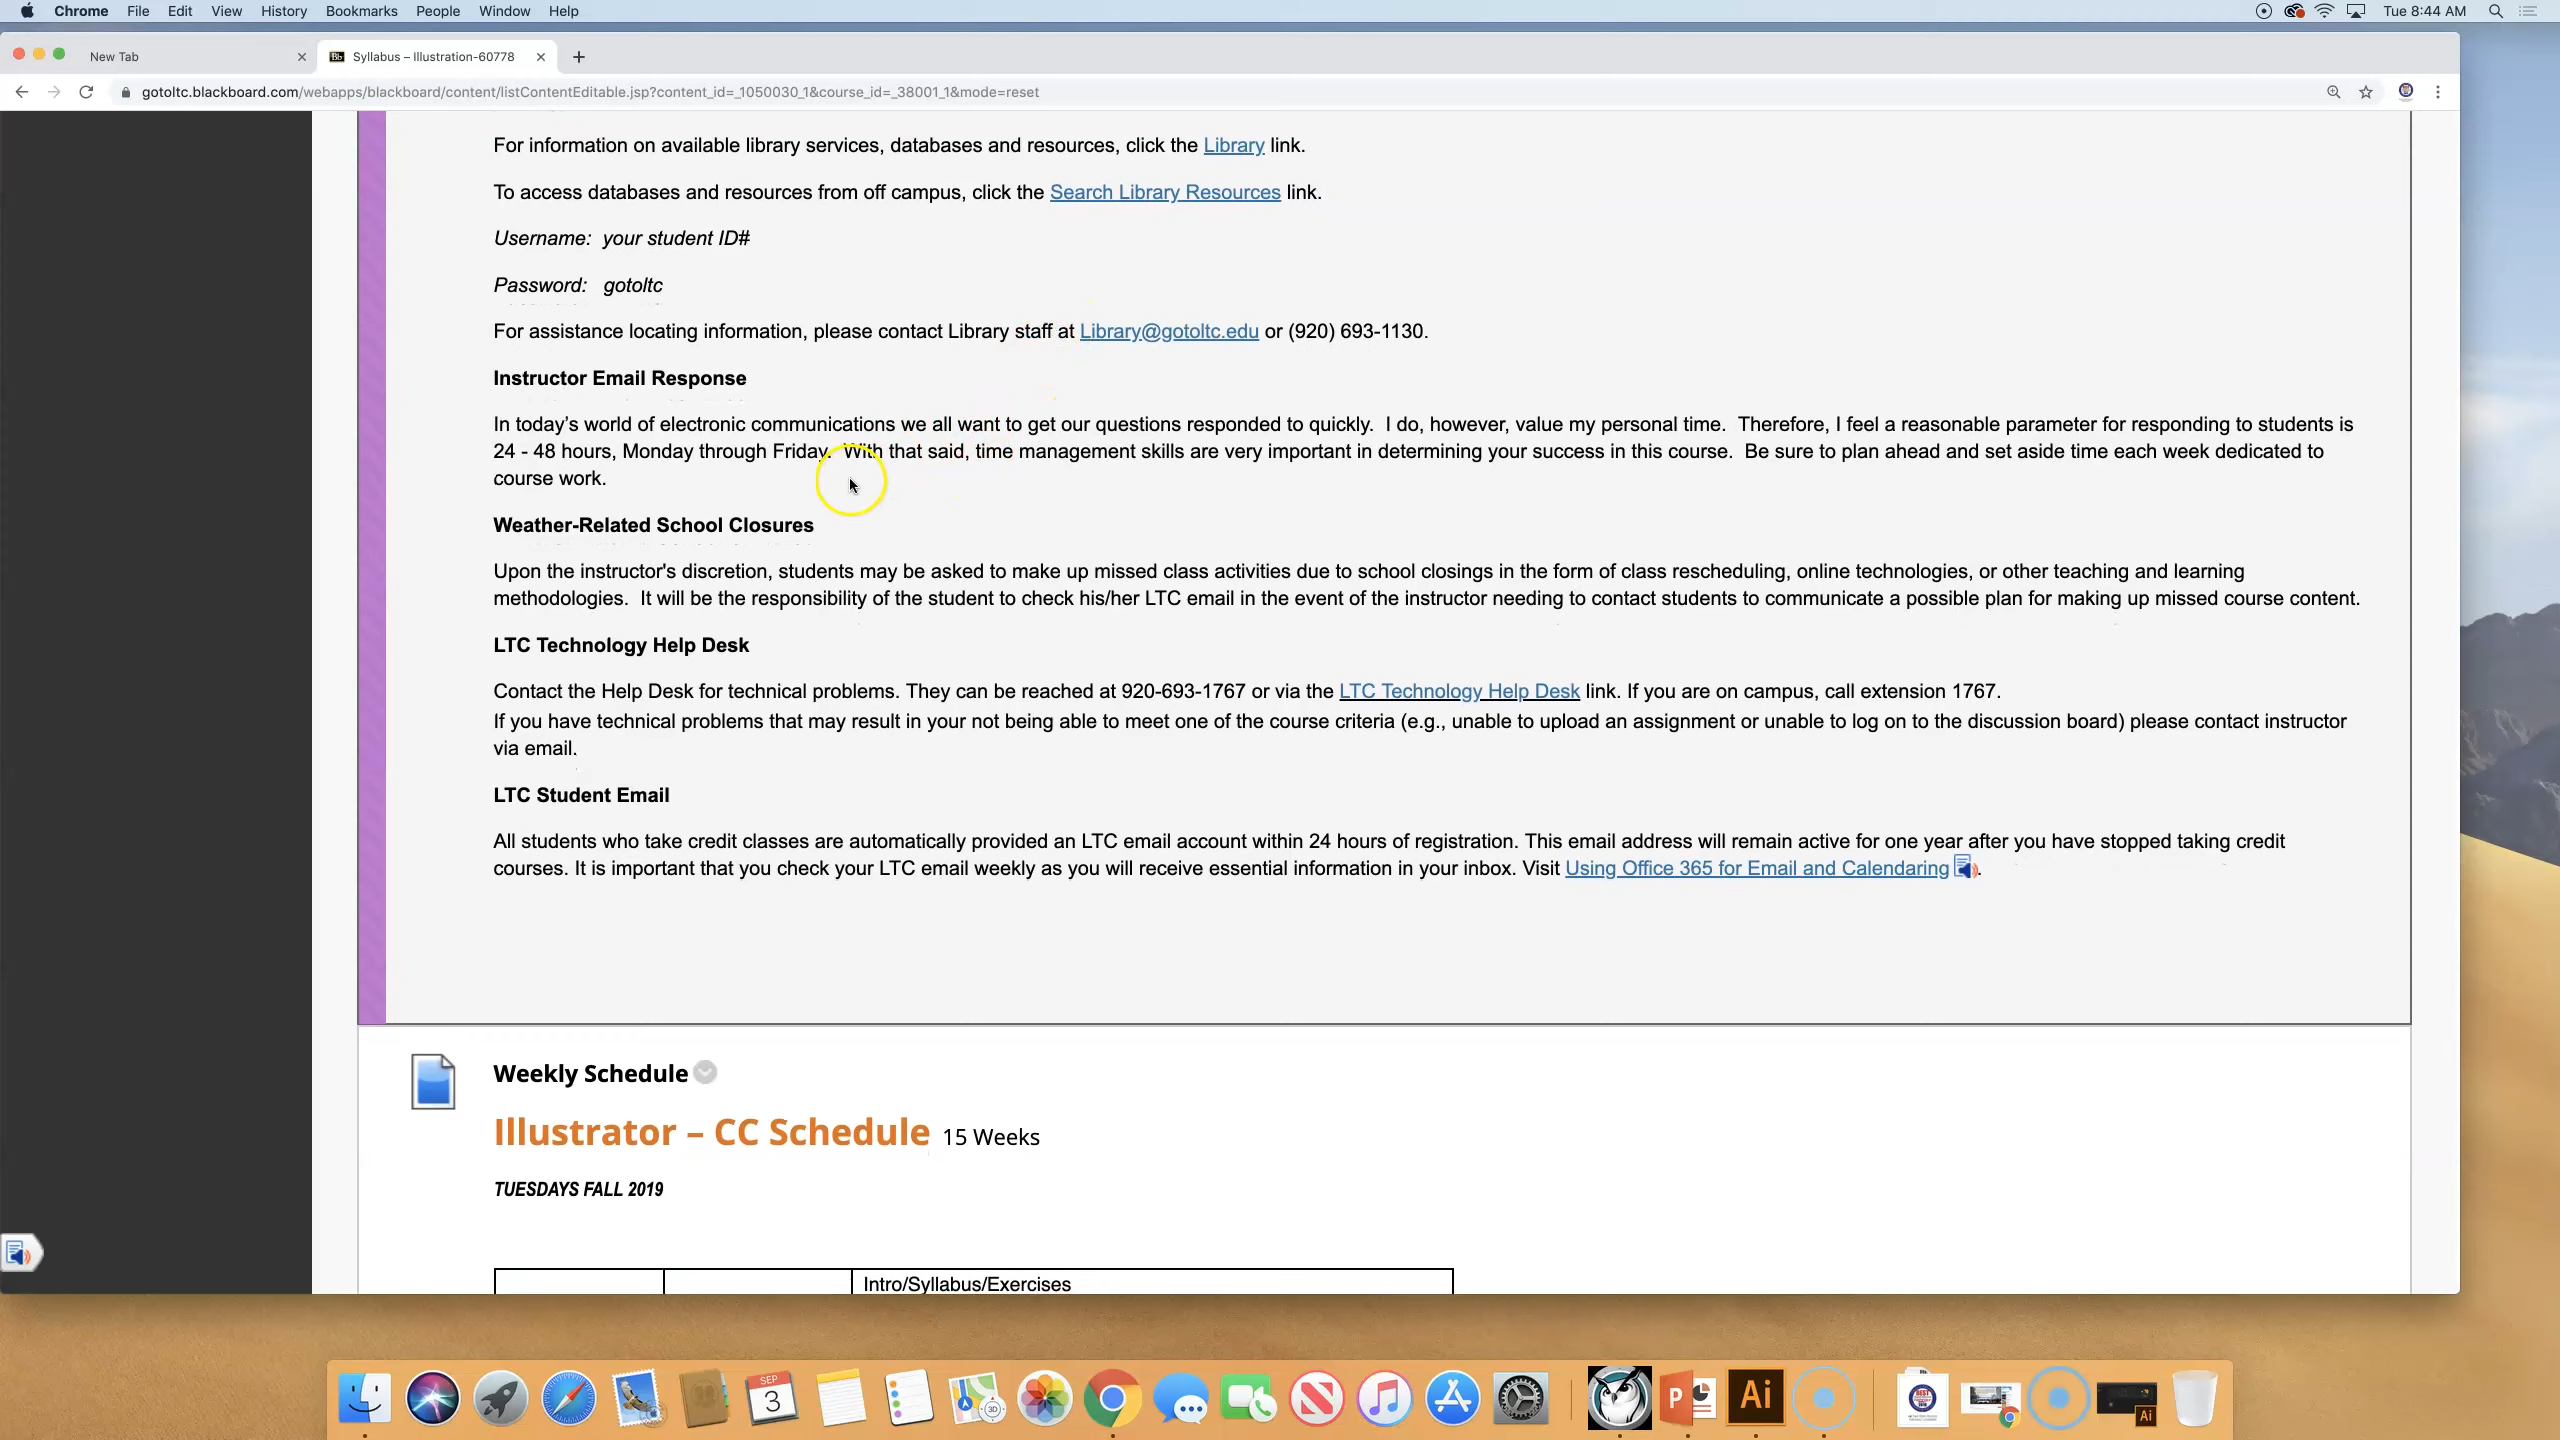 Chrome File Edit View History Bookmarks People Window Help Tue 8:44 AM
New Tab Syllabus – Illustration-60778
gotoltc.blackboard.com/webapps/blackboard/content/listContentEditable.jsp?content_id=_1050030_1&course_id=_38001_1&mode=reset
For information on available library services, databases and resources, click the Library link.
To access databases and resources from off campus, click the Search Library Resources link.
Username: your student ID#
Password: gotoltc
For assistance locating information, please contact Library staff at Library@gotoltc.edu or (920) 693-1130.
Instructor Email Response
In today’s world of electronic communications we all want to get our questions responded to quickly. I do, however, value my personal time. Therefore, I feel a reasonable parameter for responding to students is
24 - 48 hours, Monday through Friday. With that said, time management skills are very important in determining your success in this course. Be sure to plan ahead and set aside time each week dedicated to
course work.
Weather-Related School Closures
Upon the instructor's discretion, students may be asked to make up missed class activities due to school closings in the form of class rescheduling, online technologies, or other teaching and learning
methodologies. It will be the responsibility of the student to check his/her LTC email in the event of the instructor needing to contact students to communicate a possible plan for making up missed course content.
LTC Technology Help Desk
Contact the Help Desk for technical problems. They can be reached at 920-693-1767 or via the LTC Technology Help Desk link. If you are on campus, call extension 1767.
If you have technical problems that may result in your not being able to meet one of the course criteria (e.g., unable to upload an assignment or unable to log on to the discussion board) please contact instructor
via email.
LTC Student Email
All students who take credit classes are automatically provided an LTC email account within 24 hours of registration. This email address will remain active for one year after you have stopped taking credit
courses. It is important that you check your LTC email weekly as you will receive essential information in your inbox. Visit Using Office 365 for Email and Calendaring .
Weekly Schedule
Illustrator – CC Schedule 15 Weeks
TUESDAYS FALL 2019
Intro/Syllabus/Exercises
SEP
3
3D
P
Ai
Ai